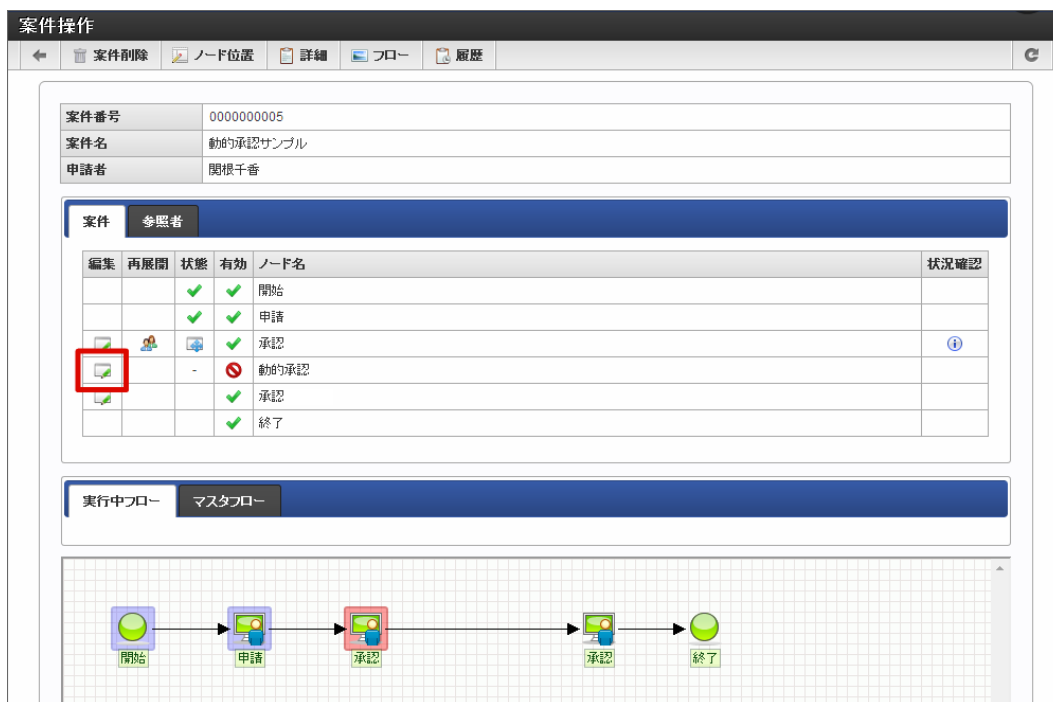 案件操作
案件削除 ノード位置 詳細 フロー 履歴
案件番号 0000000005
案件名 動的承認サンプル
申請者 関根千香
案件 参照者
編集 再展開 状態 有効 ノード名 状況確認
開始
申請
承認
- 動的承認
承認
終了
実行中フロー マスタフロー
開始 申請 承認 承認 終了